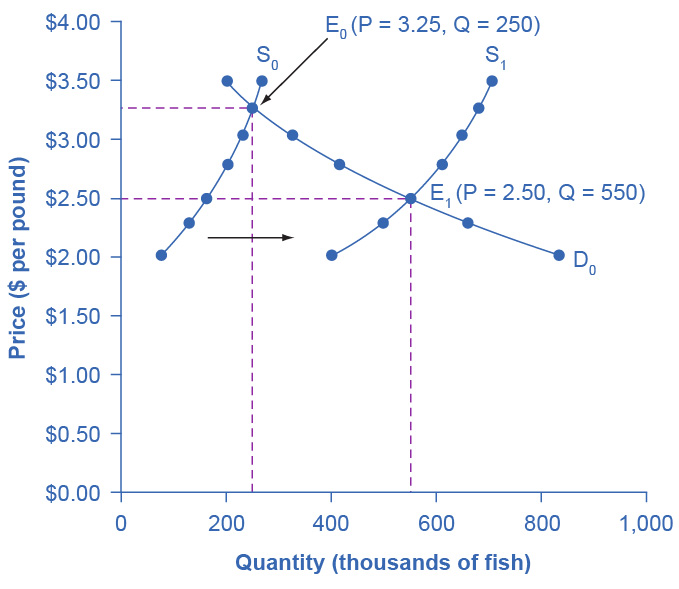 $4.00
E₀ (P = 3.25, Q = 250)
S₀
S₁
$3.50
$3.00
$2.50
E₁ (P = 2.50, Q = 550)
$2.00
D₀
$1.50
$1.00
$0.50
$0.00
Price ($ per pound)
0 200 400 600 800 1,000
Quantity (thousands of fish)